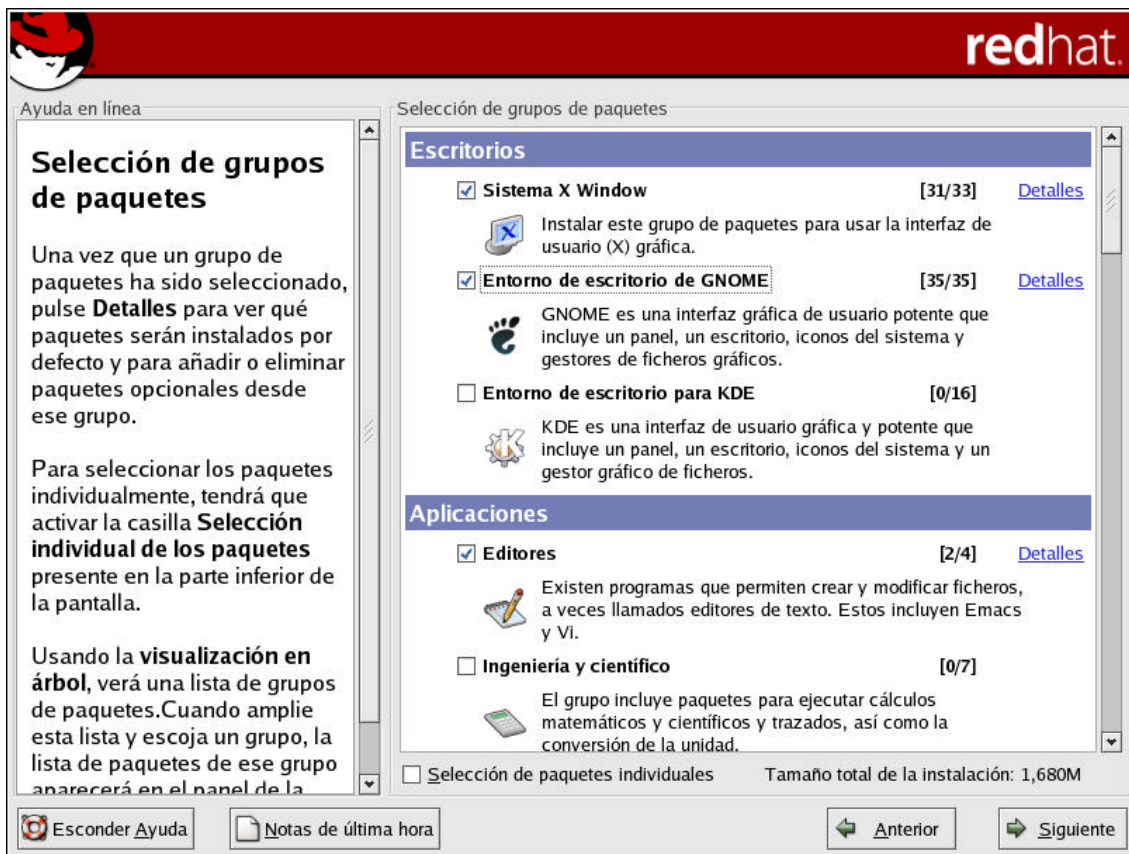 redhat.
Ayuda en línea
Selección de grupos
de paquetes
Una vez que un grupo de
paquetes ha sido seleccionado,
pulse Detalles para ver qué
paquetes serán instalados por
defecto y para añadir o eliminar
paquetes opcionales desde
ese grupo.
Para seleccionar los paquetes
individualmente, tendrá que
activar la casilla Selección
individual de los paquetes
presente en la parte inferior de
la pantalla.
Usando la visualización en
árbol, verá una lista de grupos
de paquetes.Cuando amplie
esta lista y escoja un grupo, la
lista de paquetes de ese grupo
aparecerá en el panel de la
Selección de grupos de paquetes
Escritorios
Sistema X Window [31/33] Detalles
Instalar este grupo de paquetes para usar la interfaz de
usuario (X) gráfica.
Entorno de escritorio de GNOME [35/35] Detalles
GNOME es una interfaz gráfica de usuario potente que
incluye un panel, un escritorio, iconos del sistema y
gestores de ficheros gráficos.
Entorno de escritorio para KDE [0/16]
KDE es una interfaz de usuario gráfica y potente que
incluye un panel, un escritorio, iconos del sistema y un
gestor gráfico de ficheros.
Aplicaciones
Editores [2/4] Detalles
Existen programas que permiten crear y modificar ficheros,
a veces llamados editores de texto. Estos incluyen Emacs
y Vi.
Ingeniería y científico [0/7]
El grupo incluye paquetes para ejecutar cálculos
matemáticos y científicos y trazados, así como la
conversión de la unidad.
Selección de paquetes individuales Tamaño total de la instalación: 1,680M
Esconder Ayuda Notas de última hora Anterior Siguiente